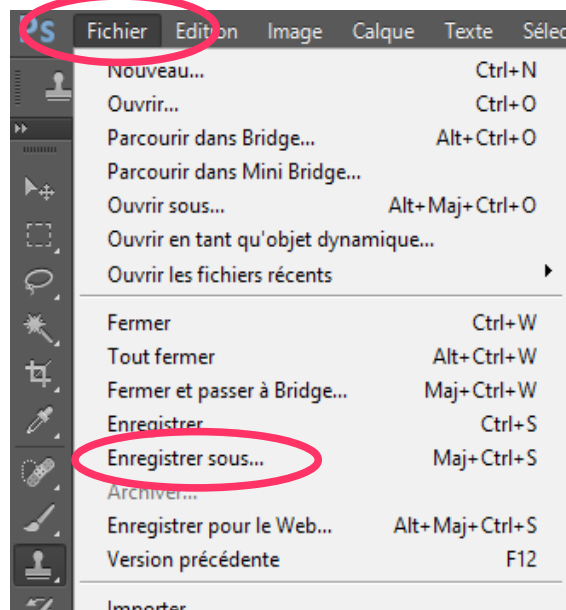 Ps Fichier Edition Image Calque Texte Sélec
Nouveau... Ctrl+N
Ouvrir... Ctrl+O
Parcourir dans Bridge... Alt+Ctrl+O
Parcourir dans Mini Bridge...
Ouvrir sous... Alt+Maj+Ctrl+O
Ouvrir en tant qu'objet dynamique...
Ouvrir les fichiers récents
Fermer Ctrl+W
Tout fermer Alt+Ctrl+W
Fermer et passer à Bridge... Maj+Ctrl+W
Enregistrer Ctrl+S
Enregistrer sous... Maj+Ctrl+S
Archiver...
Enregistrer pour le Web... Alt+Maj+Ctrl+S
Version précédente F12
Importer